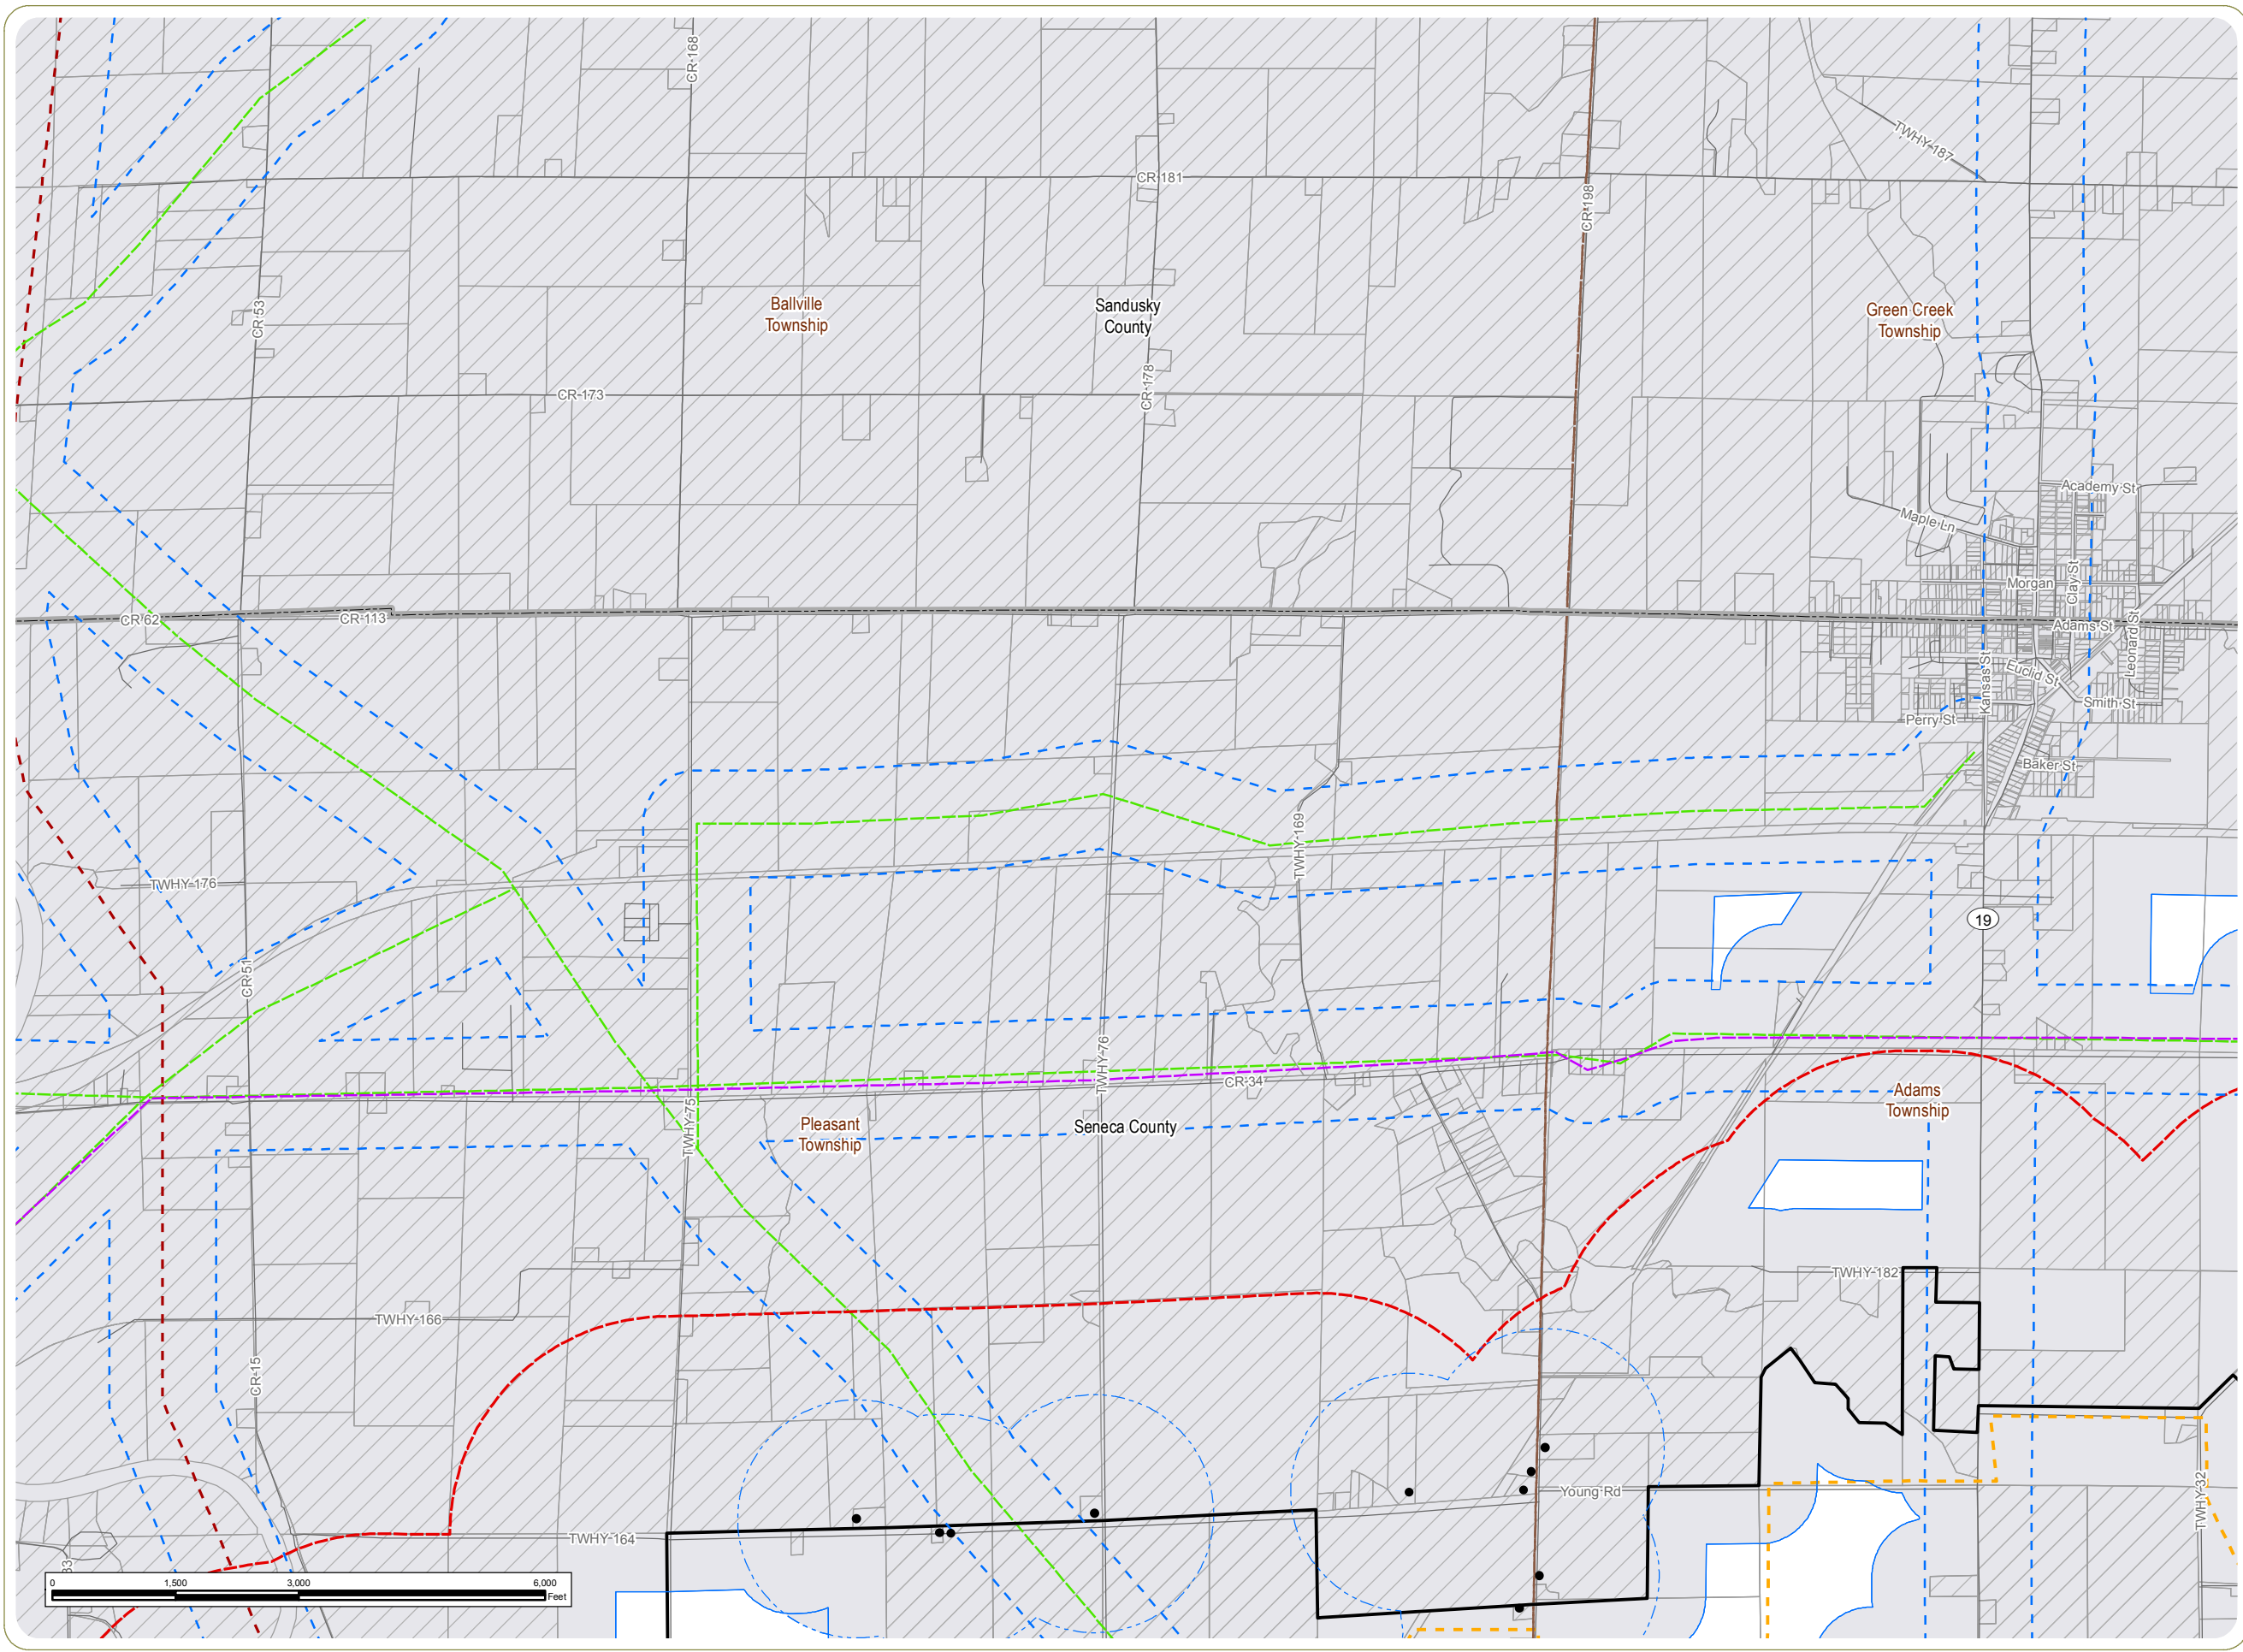 CR 168
TWHY 187
CR 181
CR 198
CR 53
Ballville
Township
Sandusky
County
Green Creek
Township
CR 173
CR 178
Academy St
Maple Ln
Morgan
Clay St
CR 62
CR 113
Adams St
Leonard St
Kansas St
Euclid St
Smith St
Perry St
Baker St
TWHY 169
TWHY 176
19
CR 51
TWHY 76
CR 34
TWHY 75
Pleasant
Township
Seneca County
Adams
Township
TWHY 182
TWHY 166
CR 15
Young Rd
TWHY 32
TWHY 164
33
0 1,500 3,000 6,000
Feet